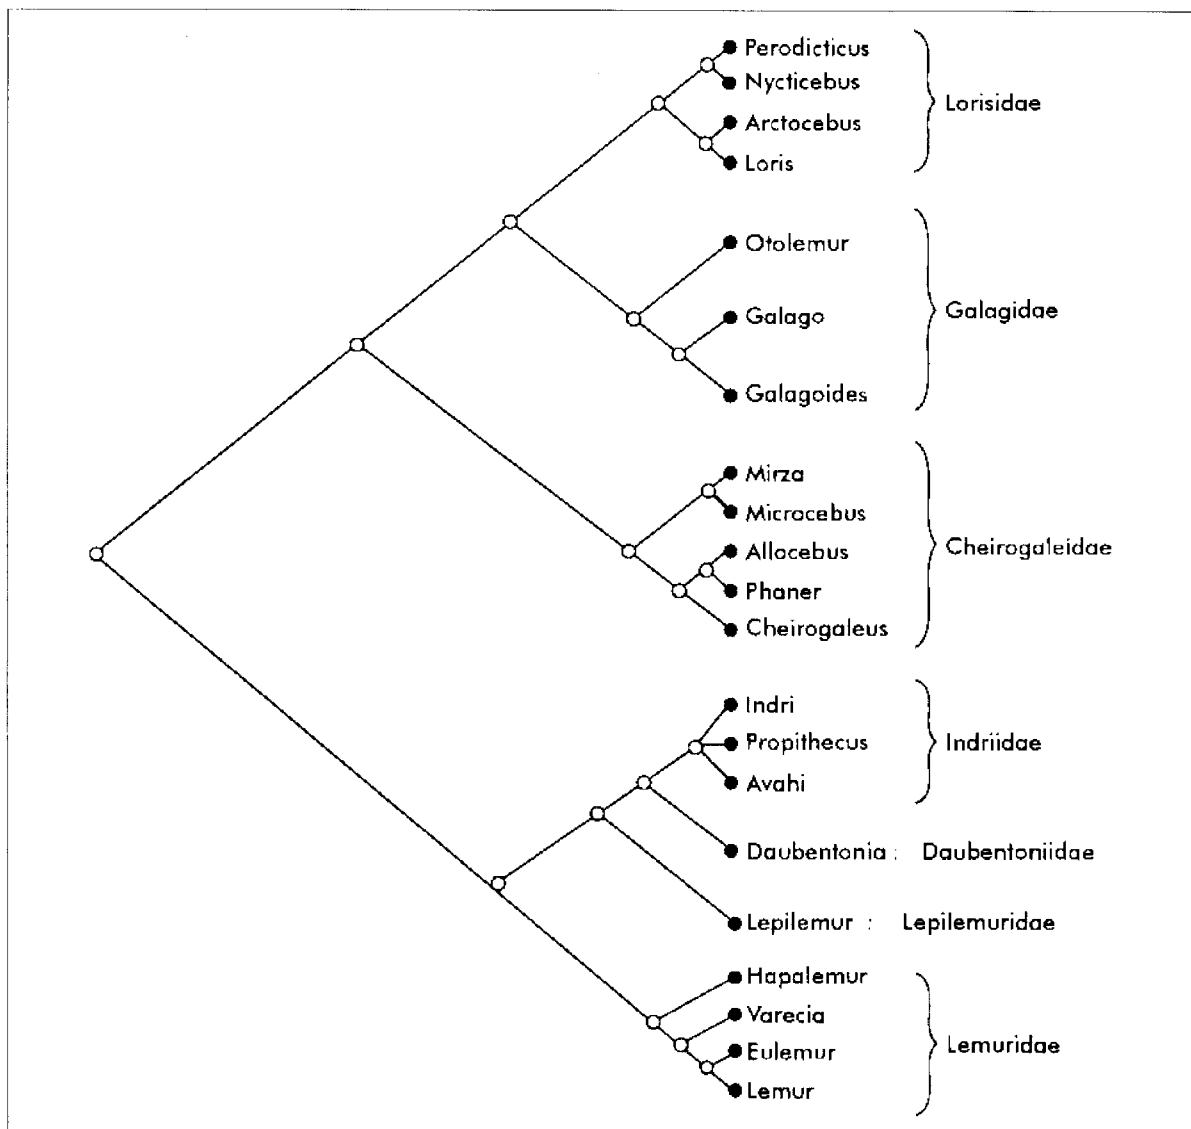 Perodicticus
Nycticebus
Arctocebus
Loris
Lorisidae
Otolemur
Galago
Galagoides
Galagidae
Mirza
Microcebus
Allocebus
Phaner
Cheirogaleus
Cheirogaleidae
Indri
Propithecus
Avahi
Indriidae
Daubentonia : Daubentoniidae
Lepilemur : Lepilemuridae
Hapalemur
Varecia
Eulemur
Lemur
Lemuridae